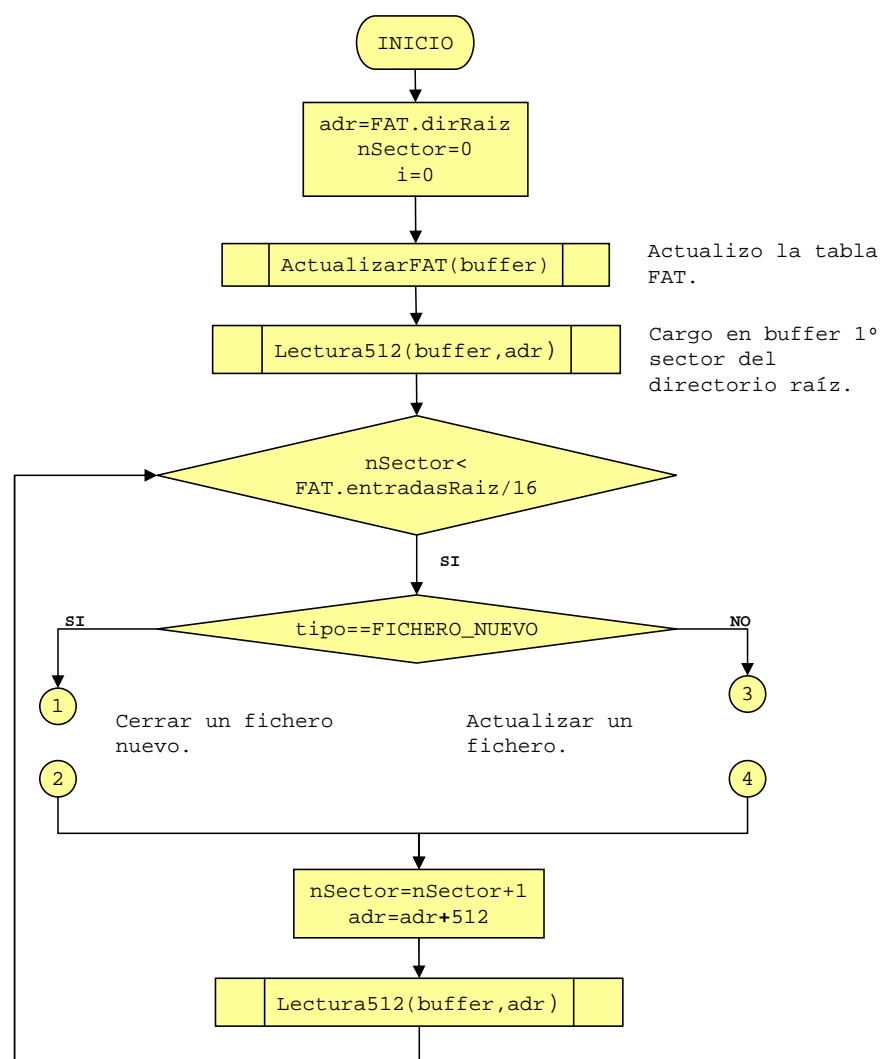 INICIO
adr=FAT.dirRaiz
nSector=0
i=0
ActualizarFAT(buffer)
Actualizo la tabla
FAT.
Lectura512(buffer,adr)
Cargo en buffer 1º
sector del
directorio raíz.
nSector<
FAT.entradasRaiz/16
SI
SI
tipo==FICHERO_NUEVO
NO
1
3
Cerrar un fichero
nuevo.
Actualizar un
fichero.
2
4
nSector=nSector+1
adr=adr+512
Lectura512(buffer,adr)